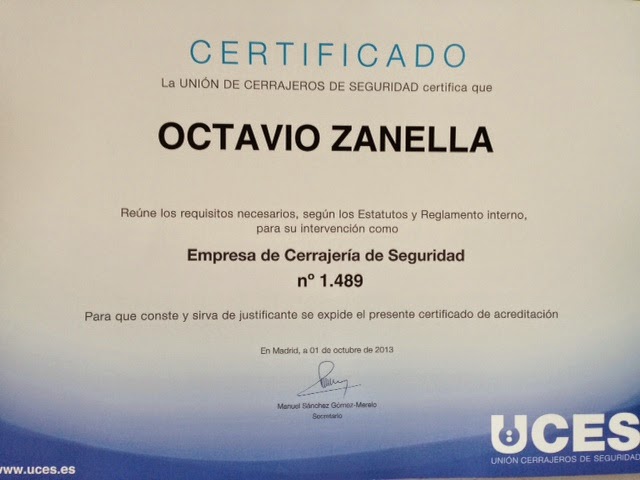 CERTIFICADO
La UNIÓN DE CERRAJEROS DE SEGURIDAD certifica que
OCTAVIO ZANELLA
Reúne los requisitos necesarios, según los Estatutos y Reglamento interno,
para su intervención como
Empresa de Cerrajería de Seguridad
nº 1.489
Para que conste y sirva de justificante se expide el presente certificado de acreditación
En Madrid, a 01 de octubre de 2013
Manuel Sánchez Gómez-Merelo
Secretario
UCES
UNIÓN CERRAJEROS DE SEGURIDAD
www.uces.es